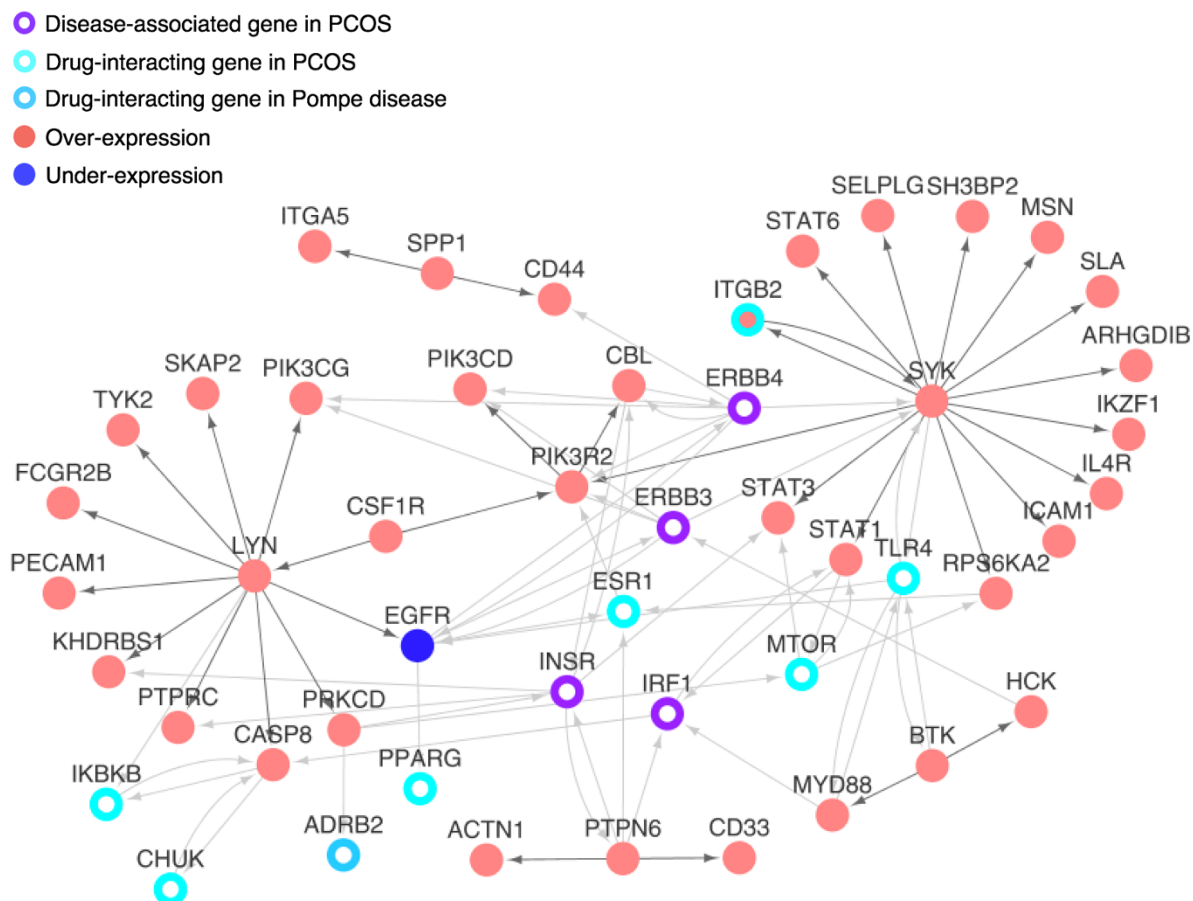 Disease-associated gene in PCOS
Drug-interacting gene in PCOS
Drug-interacting gene in Pompe disease
Over-expression
Under-expression
SELPLG SH3BP2
ITGA5
STAT6
MSN
SPP1
CD44
SLA
ITGB2
ARHGDIB
SKAP2
PIK3CG
PIK3CD
CBL
ERBB4
SYK
TYK2
IKZF1
FCGR2B
PIK3R2
IL4R
CSF1R
ERBB3
STAT3
ICAM1
LYN
STAT1
TLR4
PECAM1
RPS6KA2
ESR1
EGFR
KHDRBS1
INSR
MTOR
PTPRC
PRKCD
IRF1
HCK
CASP8
BTK
IKBKB
PPARG
MYD88
ADRB2
ACTN1
PTPN6
CD33
CHUK